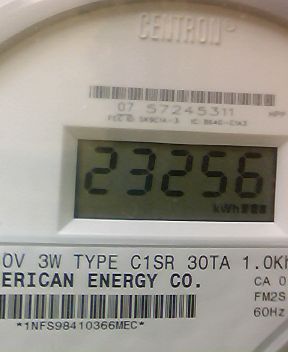 CENTRON
07 57245311
23256
kWh
0V 3W TYPE C1SR 30TA 1.0Kh
ERICAN ENERGY CO.
CA 0
FM2S
60Hz
*1NFS98410366MEC*